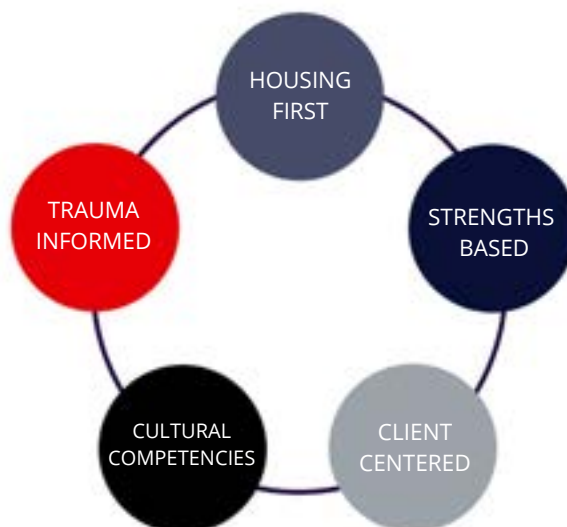 HOUSING
FIRST
STRENGTHS
BASED
CLIENT
CENTERED
CULTURAL
COMPETENCIES
TRAUMA
INFORMED